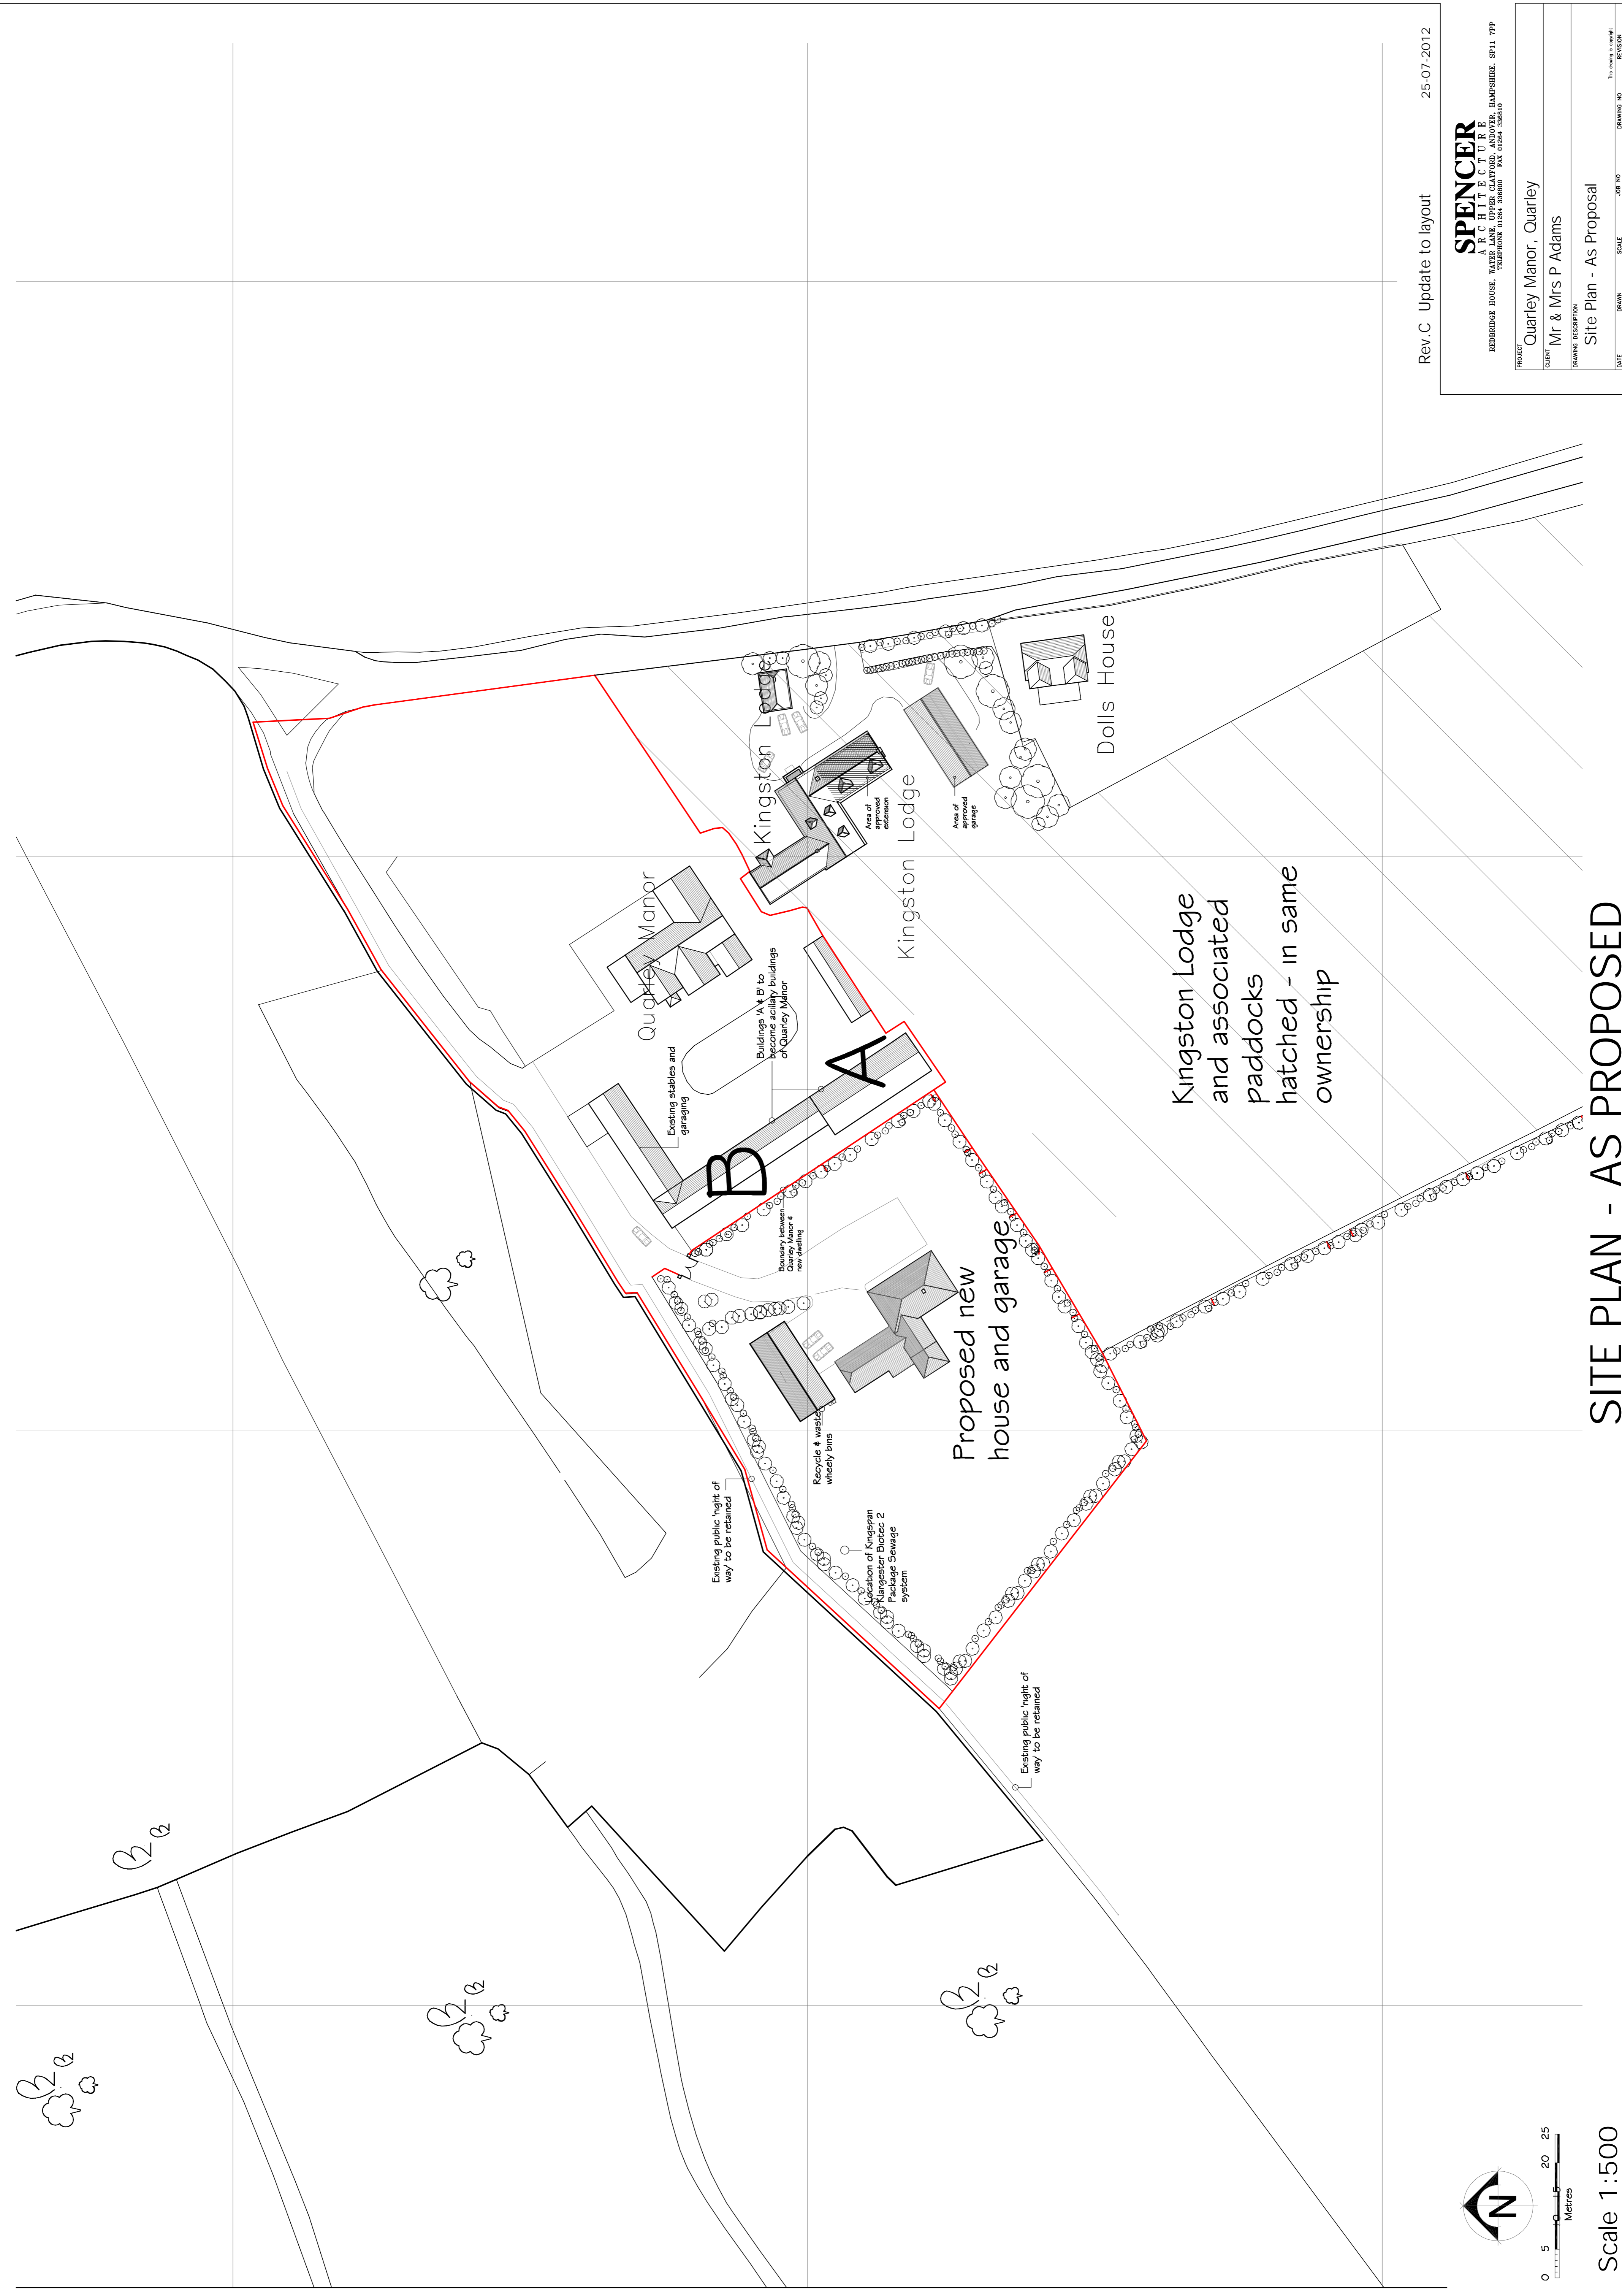 Quarley Manor
Existing stables and
garaging
Buildings 'A & B' to
become acillary buildings
of Quarley Manor
B
A
Boundary between
Quarley Manor &
new dwelling
Kingston Lodge
Area of
approved
extension
Kingston Lodge
Area of
approved
garage
Dolls House
Existing public 'right of
way' to be retained
Recycle & waste
wheely bins
Location of Kingspan
Klargester Biotec 2
Package Sewage
system
Proposed new
house and garage
Existing public 'right of
way' to be retained
Kingston Lodge
and associated
paddocks
hatched - in same
ownership
N
0 5 10 15 20 25
Metres
Scale 1:500
SITE PLAN - AS PROPOSED
Rev.C Update to layout 25-07-2012
SPENCER
ARCHITECTURE
REDBRIDGE HOUSE, WATER LANE, UPPER CLATFORD, ANDOVER, HAMPSHIRE. SP11 7PP
TELEPHONE 01264 336800 FAX 01264 336810
PROJECT
Quarley Manor, Quarley
CLIENT
Mr & Mrs P Adams
DRAWING DESCRIPTION
Site Plan - As Proposal
This drawing is copyright
DATE DRAWN SCALE JOB NO DRAWING NO REVISION